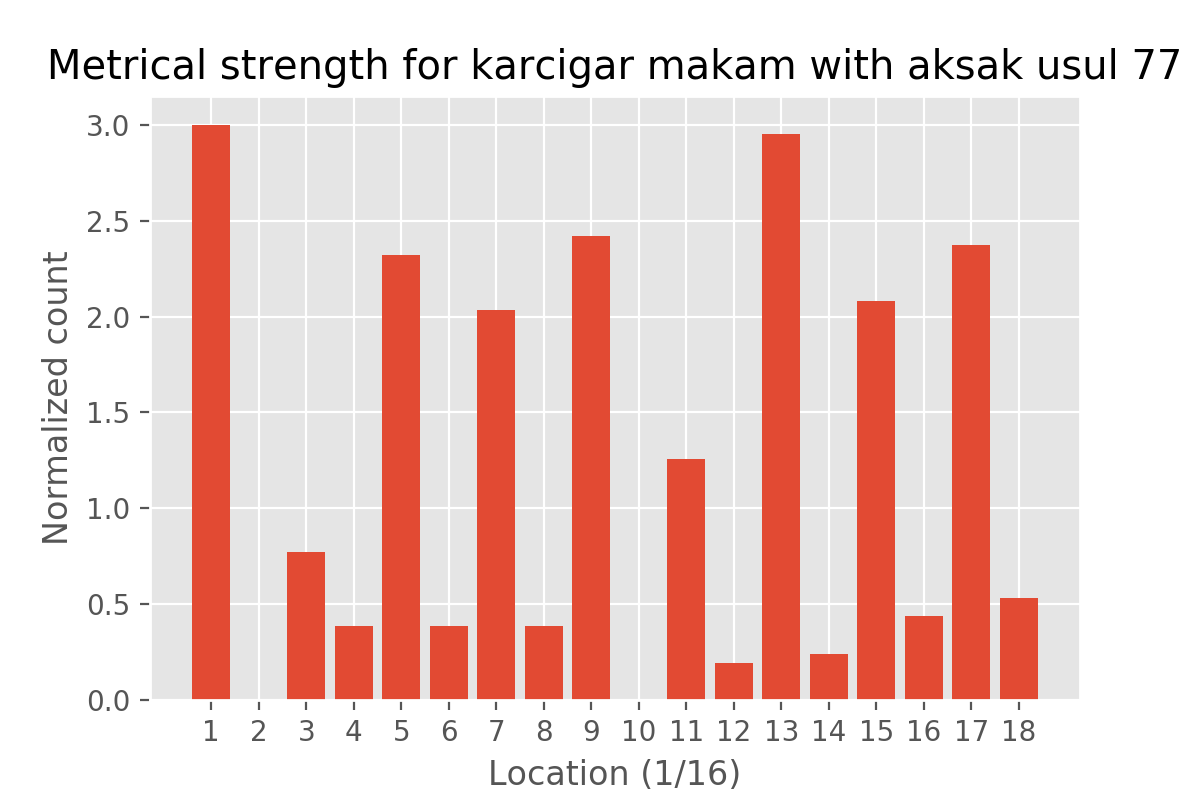 Metrical strength for karcigar makam with aksak usul 77
3.0
2.5
2.0
1.5
1.0
0.5
0.0
Normalized count
1 2 3 4 5 6 7 8 9 10 11 12 13 14 15 16 17 18
Location (1/16)